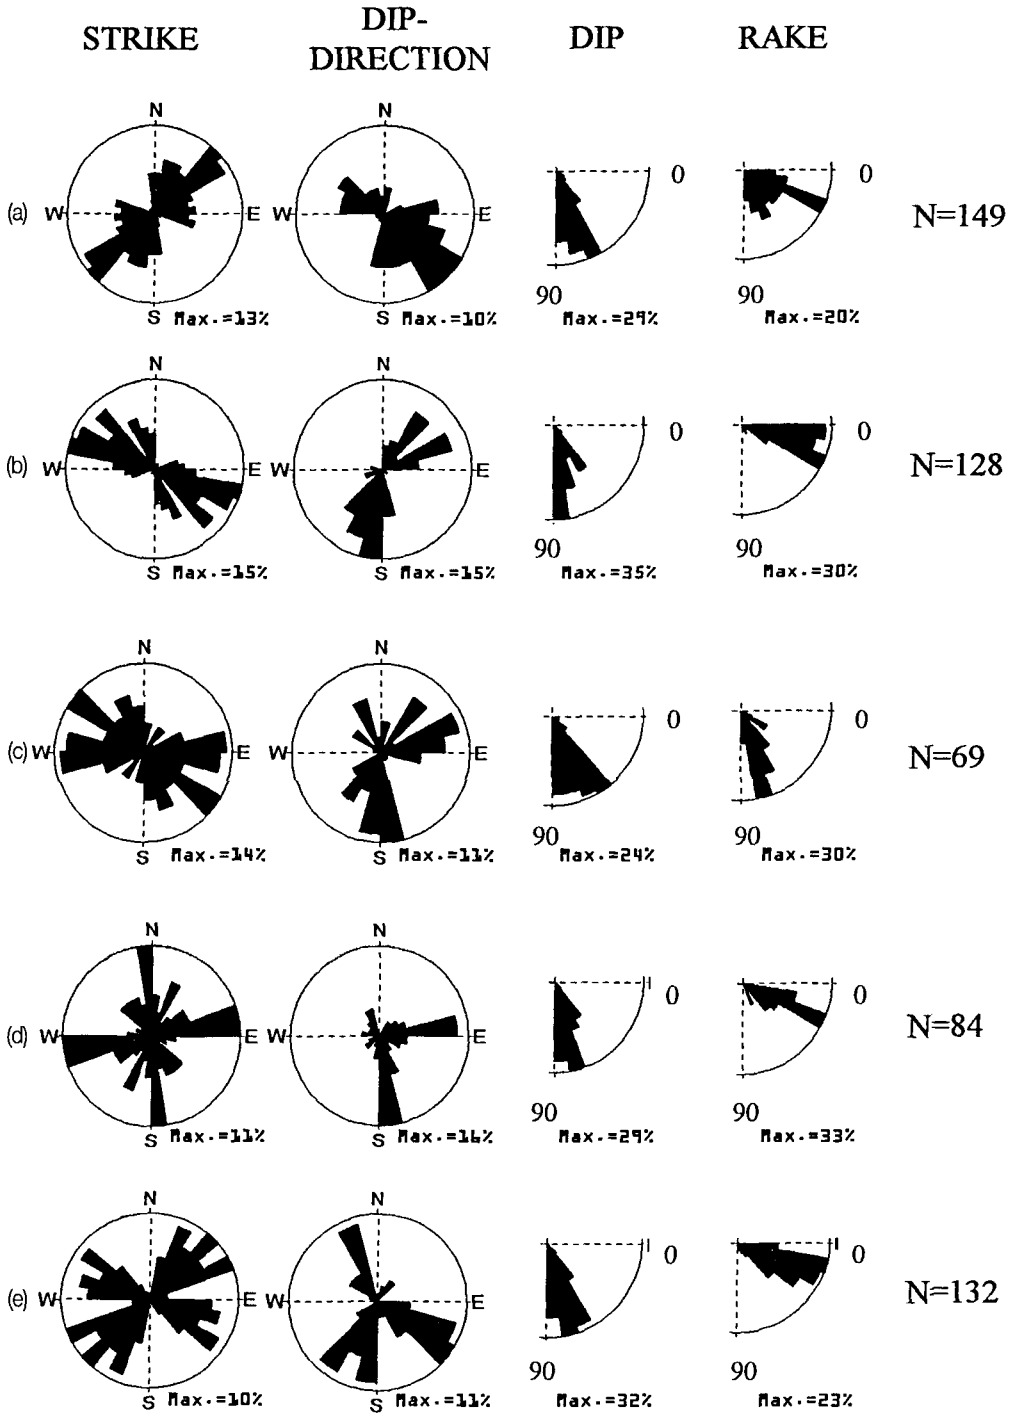 STRIKE DIP-DIRECTION DIP RAKE
N N
(a) W E W E 0 0 N=149
S S 90 90
Max.=13% Max.=10% Max.=29% Max.=20%
N N
(b) W E W E 0 0 N=128
S S 90 90
Max.=15% Max.=15% Max.=35% Max.=30%
N N
(c) W E W E 0 0 N=69
S S 90 90
Max.=14% Max.=11% Max.=24% Max.=30%
N N
(d) W E W E 0 0 N=84
S S 90 90
Max.=11% Max.=16% Max.=29% Max.=33%
N N
(e) W E W E 0 0 N=132
S S 90 90
Max.=10% Max.=11% Max.=32% Max.=23%